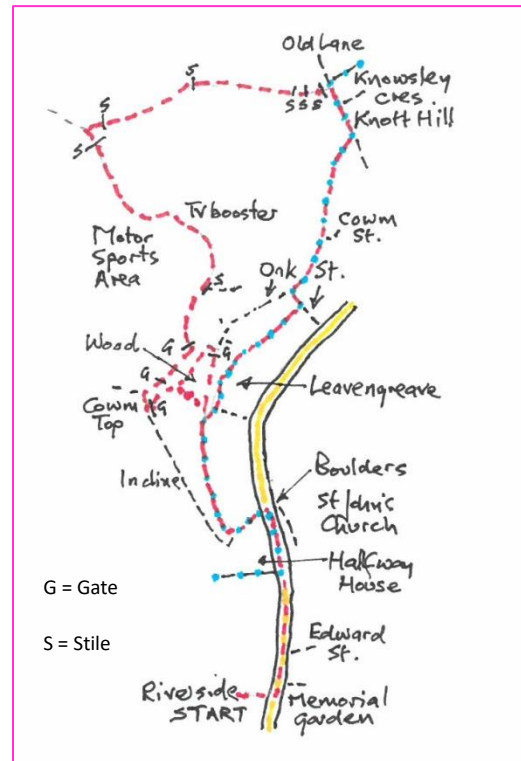 Old Lane
Knowsley
Cres
Knott Hill
S
S
S S S
S
TV booster
Motor
Sports
Area
Cowm
St.
Oak St.
S
Wood
G
G
G
G
Leavengreave
Cowm
Top
Incline
Boulders
St John's
Church
Halfway
House
G = Gate
S = Stile
Edward
St.
Riverside
START
Memorial
garden